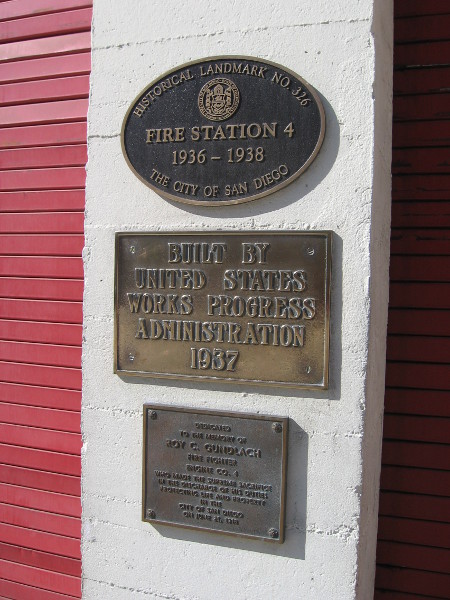 HISTORICAL LANDMARK NO. 326
FIRE STATION 4
1936 – 1938
THE CITY OF SAN DIEGO
BUILT BY
UNITED STATES
WORKS PROGRESS
ADMINISTRATION
1937
DEDICATED
TO THE MEMORY OF
ROY C. GUNDLACH
FIRE FIGHTER
ENGINE CO. 4
WHO MADE THE SUPREME SACRIFICE
IN THE DISCHARGE OF HIS DUTIES
PROTECTING LIFE AND PROPERTY
IN THE
CITY OF SAN DIEGO
ON JUNE